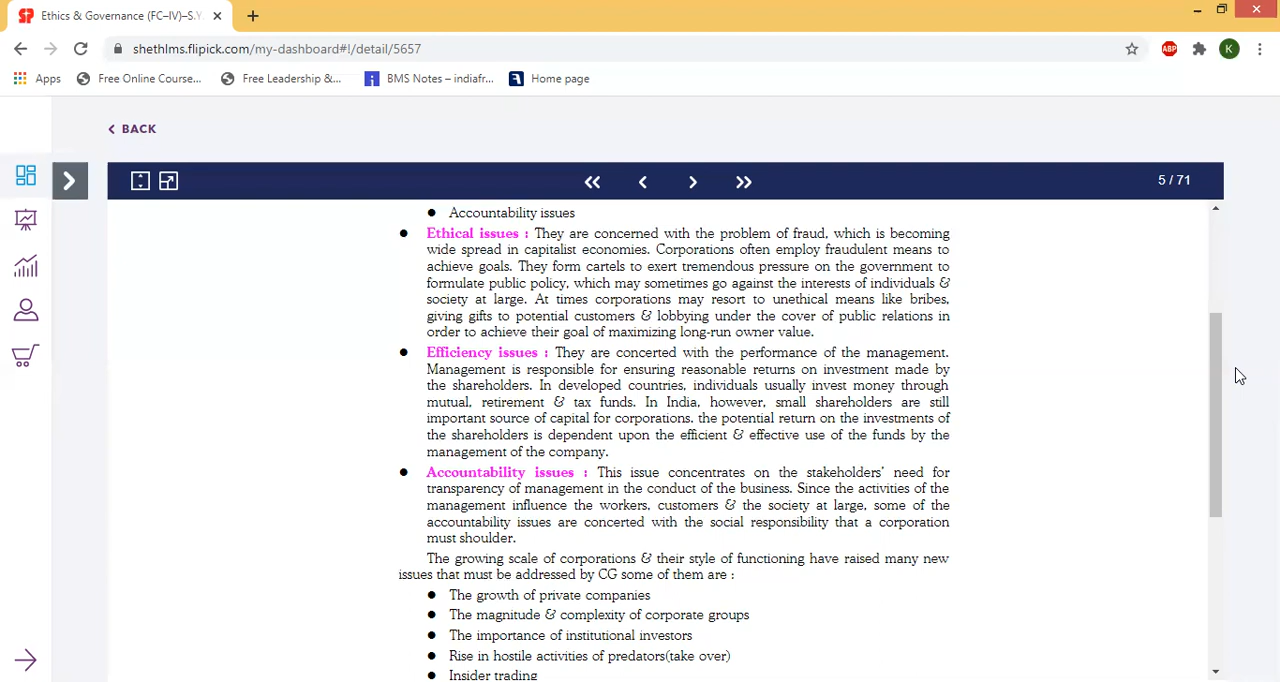 Ethics & Governance (FC–IV)–S.Y.
shethlms.flipick.com/my-dashboard#!/detail/5657
ABP
K
Apps
Free Online Course...
Free Leadership &...
BMS Notes – indiafr...
Home page
BACK
5 / 71
Accountability issues
Ethical issues : They are concerned with the problem of fraud, which is becoming
wide spread in capitalist economies. Corporations often employ fraudulent means to
achieve goals. They form cartels to exert tremendous pressure on the government to
formulate public policy, which may sometimes go against the interests of individuals &
society at large. At times corporations may resort to unethical means like bribes,
giving gifts to potential customers & lobbying under the cover of public relations in
order to achieve their goal of maximizing long-run owner value.
Efficiency issues : They are concerted with the performance of the management.
Management is responsible for ensuring reasonable returns on investment made by
the shareholders. In developed countries, individuals usually invest money through
mutual, retirement & tax funds. In India, however, small shareholders are still
important source of capital for corporations. the potential return on the investments of
the shareholders is dependent upon the efficient & effective use of the funds by the
management of the company.
Accountability issues : This issue concentrates on the stakeholders' need for
transparency of management in the conduct of the business. Since the activities of the
management influence the workers, customers & the society at large, some of the
accountability issues are concerted with the social responsibility that a corporation
must shoulder.
The growing scale of corporations & their style of functioning have raised many new
issues that must be addressed by CG some of them are :
The growth of private companies
The magnitude & complexity of corporate groups
The importance of institutional investors
Rise in hostile activities of predators(take over)
Insider trading